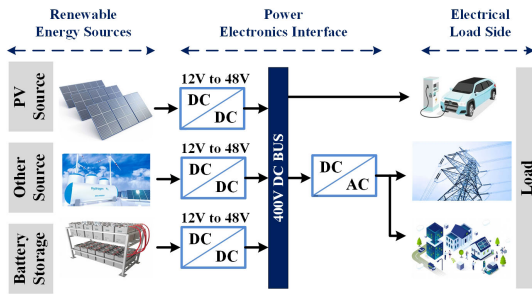 Renewable
Energy Sources
Power
Electronics Interface
Electrical
Load Side
PV
Source
12V to 48V
DC
DC
Other
Source
12V to 48V
DC
DC
400V DC BUS
DC
AC
Battery
Storage
12V to 48V
DC
DC
Load